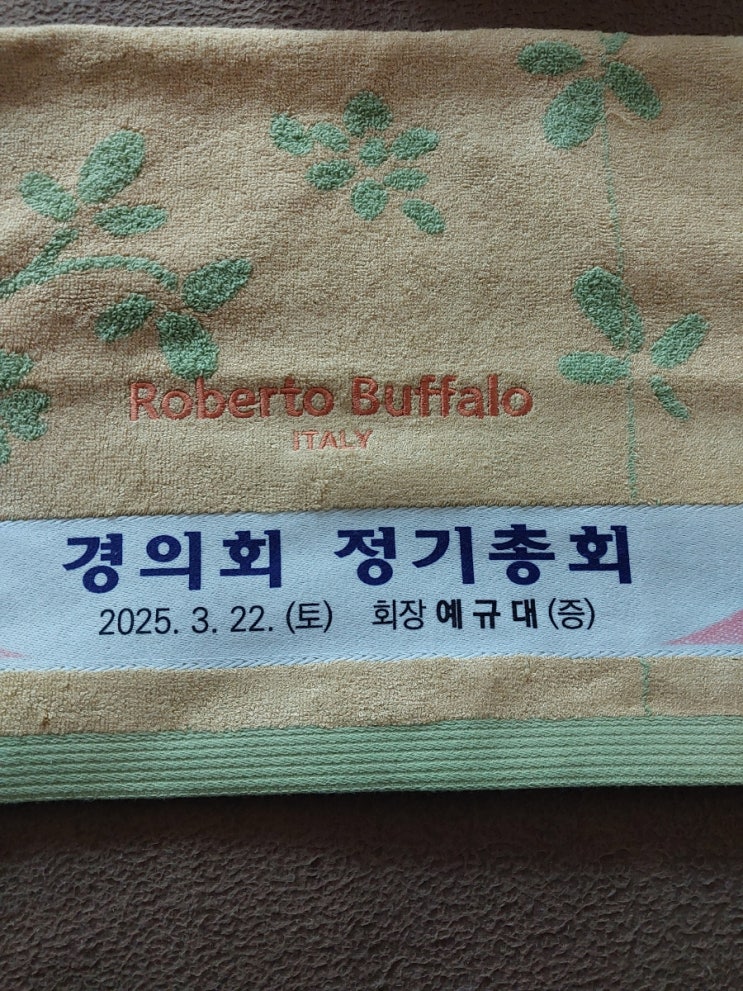 Roberto Buffalo
ITALY
경의회 정기총회
2025. 3. 22. (토) 회장 예규대 (증)